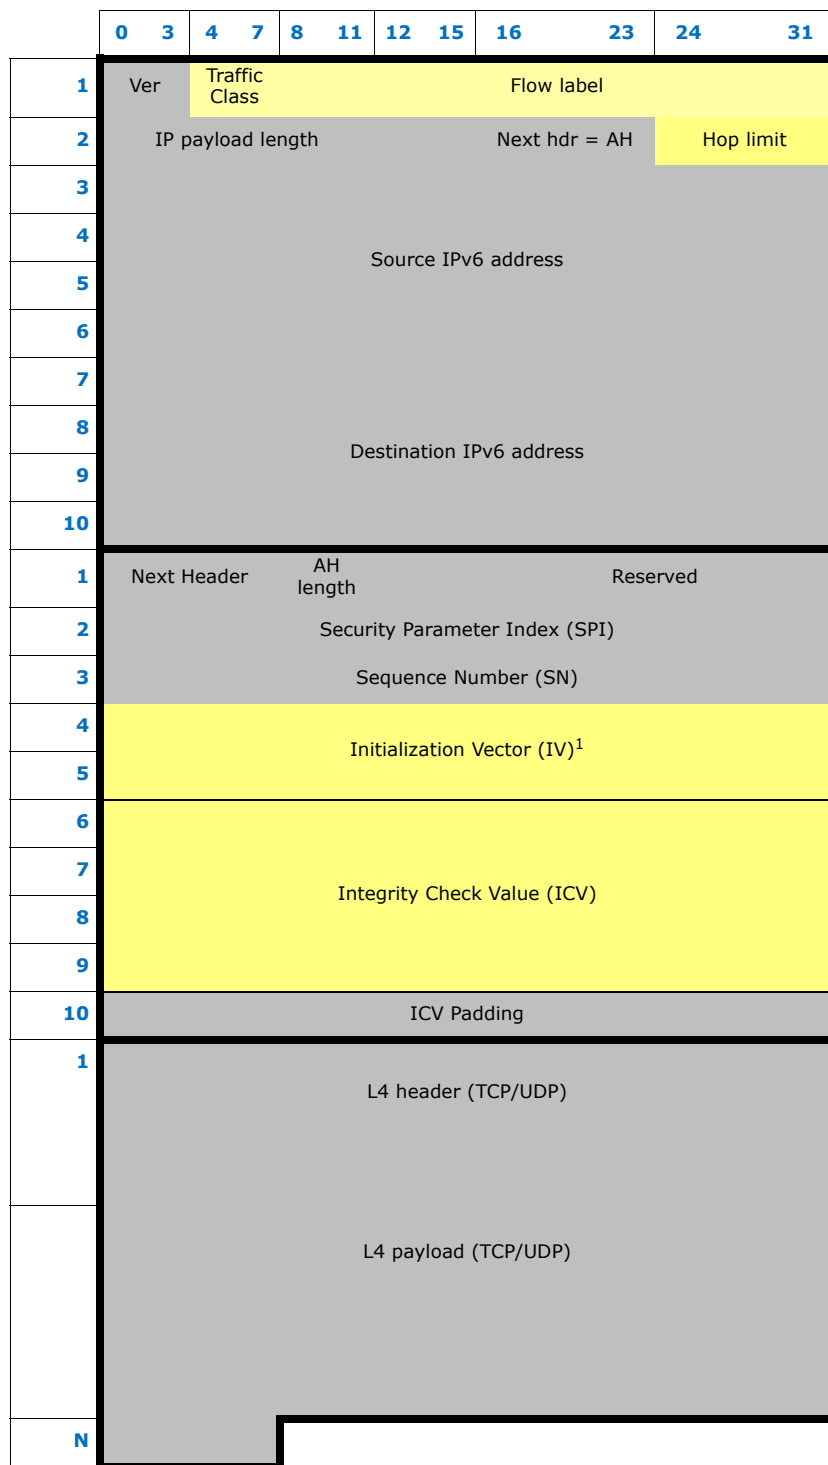 0 3 4 7 8 11 12 15 16 23 24 31
1 Ver Traffic Class Flow label
2 IP payload length Next hdr = AH Hop limit
3
4
Source IPv6 address
5
6
7
8
Destination IPv6 address
9
10
1 Next Header AH length Reserved
2 Security Parameter Index (SPI)
3 Sequence Number (SN)
4
Initialization Vector (IV)1
5
6
7
Integrity Check Value (ICV)
8
9
10 ICV Padding
1
L4 header (TCP/UDP)
L4 payload (TCP/UDP)
N